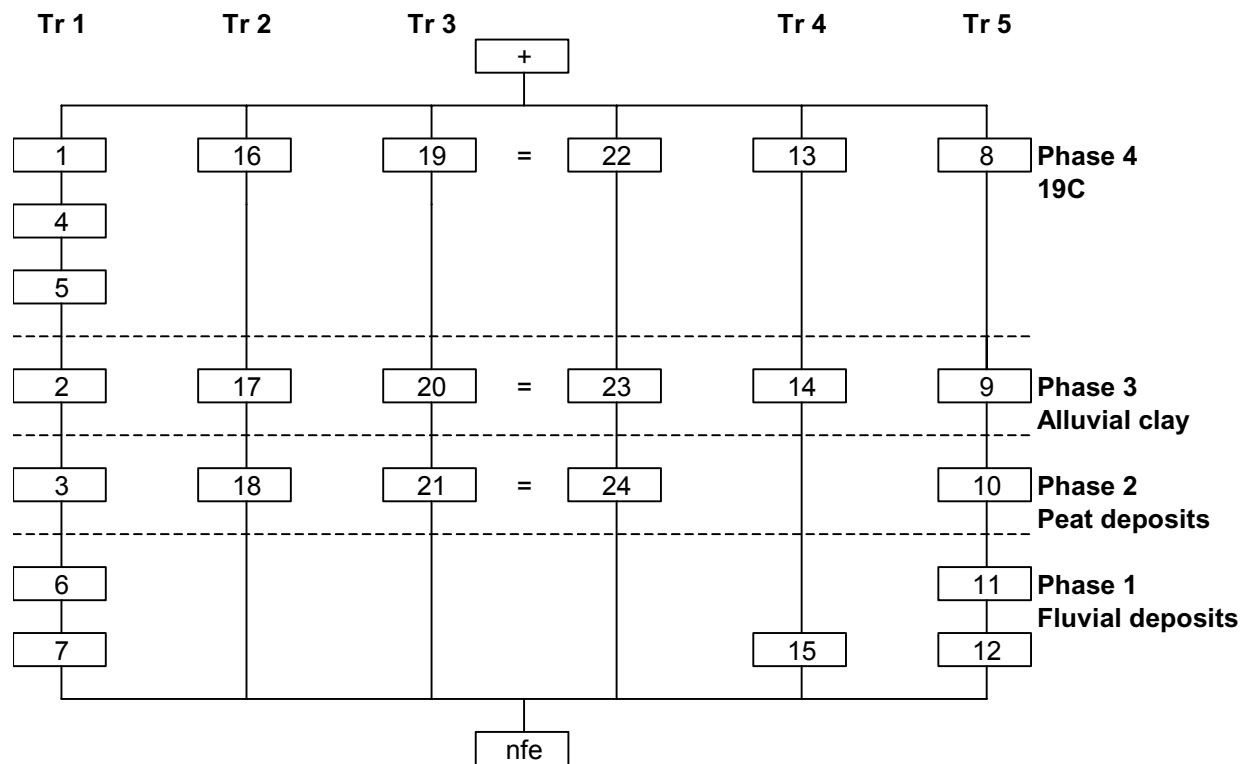 Tr 1 Tr 2 Tr 3 Tr 4 Tr 5
+
1 16 19 = 22 13 8 Phase 4
19C
4
5
2 17 20 = 23 14 9 Phase 3
Alluvial clay
3 18 21 = 24 10 Phase 2
Peat deposits
6 11 Phase 1
Fluvial deposits
7 15 12
nfe